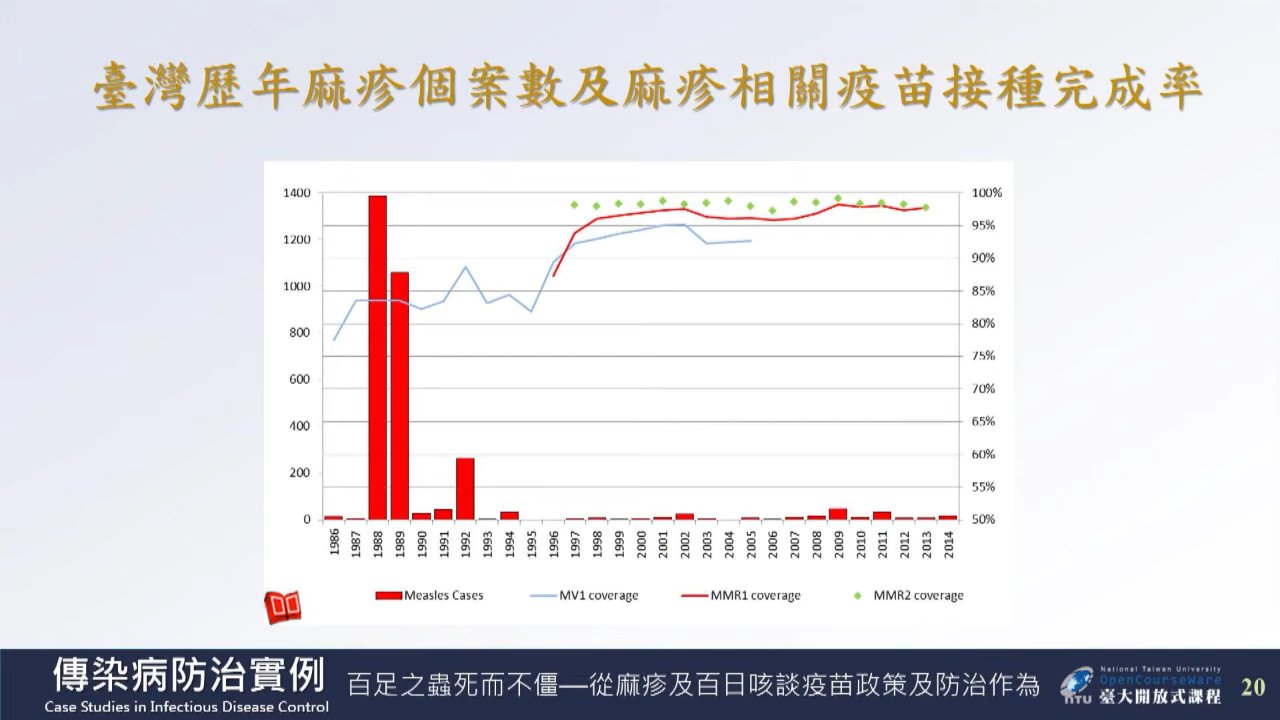 臺灣歷年麻疹個案數及麻疹相關疫苗接種完成率
1400 100%
95%
1200
90%
1000 85%
800 80%
75%
600 70%
400 65%
60%
200 55%
0 50%
1986 1987 1988 1989 1990 1991 1992 1993 1994 1995 1996 1997 1998 1999 2000 2001 2002 2003 2004 2005 2006 2007 2008 2009 2010 2011 2012 2013 2014
Measles Cases MV1 coverage MMR1 coverage MMR2 coverage
傳染病防治實例
Case Studies in Infectious Disease Control
百足之蟲死而不僵—從麻疹及百日咳談疫苗政策及防治作為
NTU
National Taiwan University
OpenCourseWare
臺大開放式課程
20